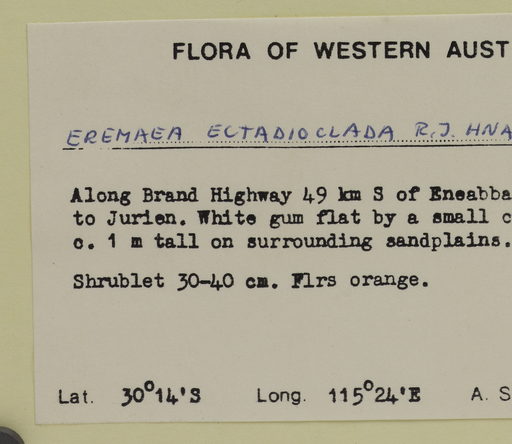 FLORA OF WESTERN AUST
EREMAEA ECTADIOCLADA R.J. HNA
Along Brand Highway 49 km S of Eneabba
to Jurien. White gum flat by a small c
c. 1 m tall on surrounding sandplains.
Shrublet 30-40 cm. Flrs orange.
Lat. 30°14'S Long. 115°24'E A. S